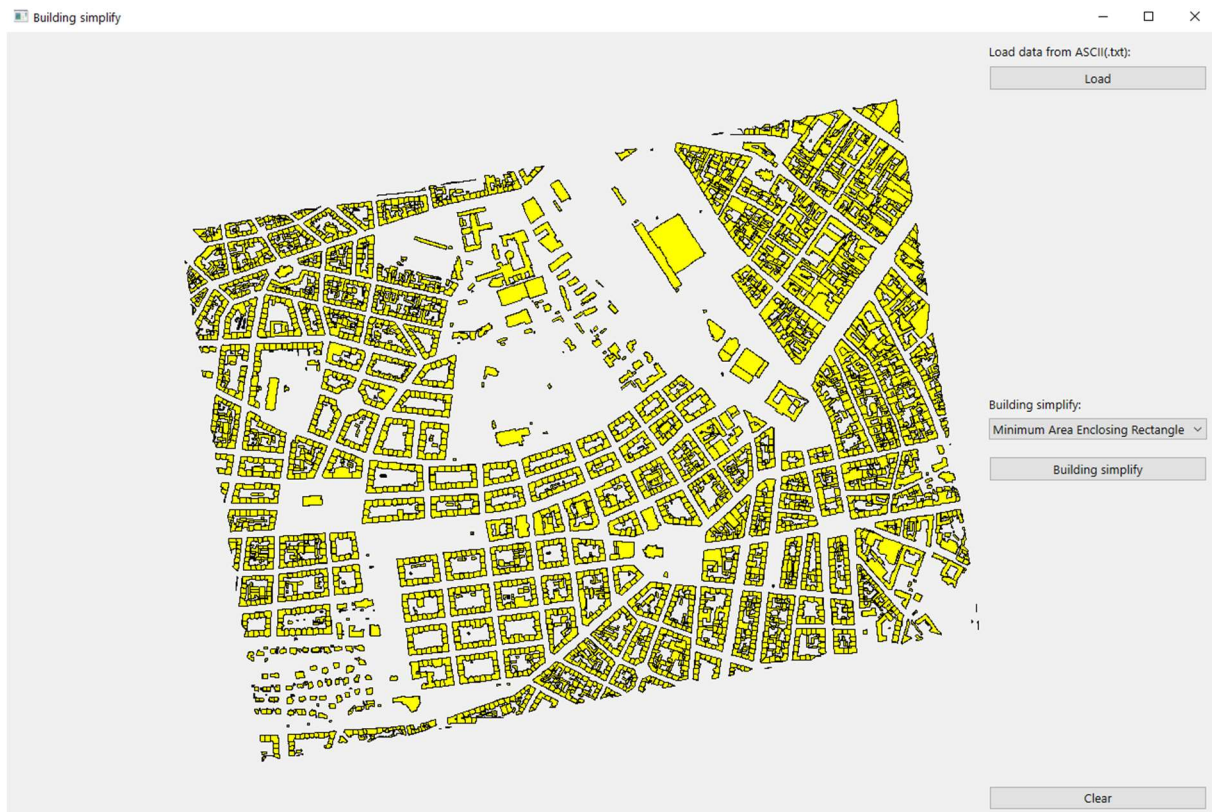 Building simplify
Load data from ASCII(.txt):
Load
Building simplify:
Minimum Area Enclosing Rectangle
Building simplify
Clear